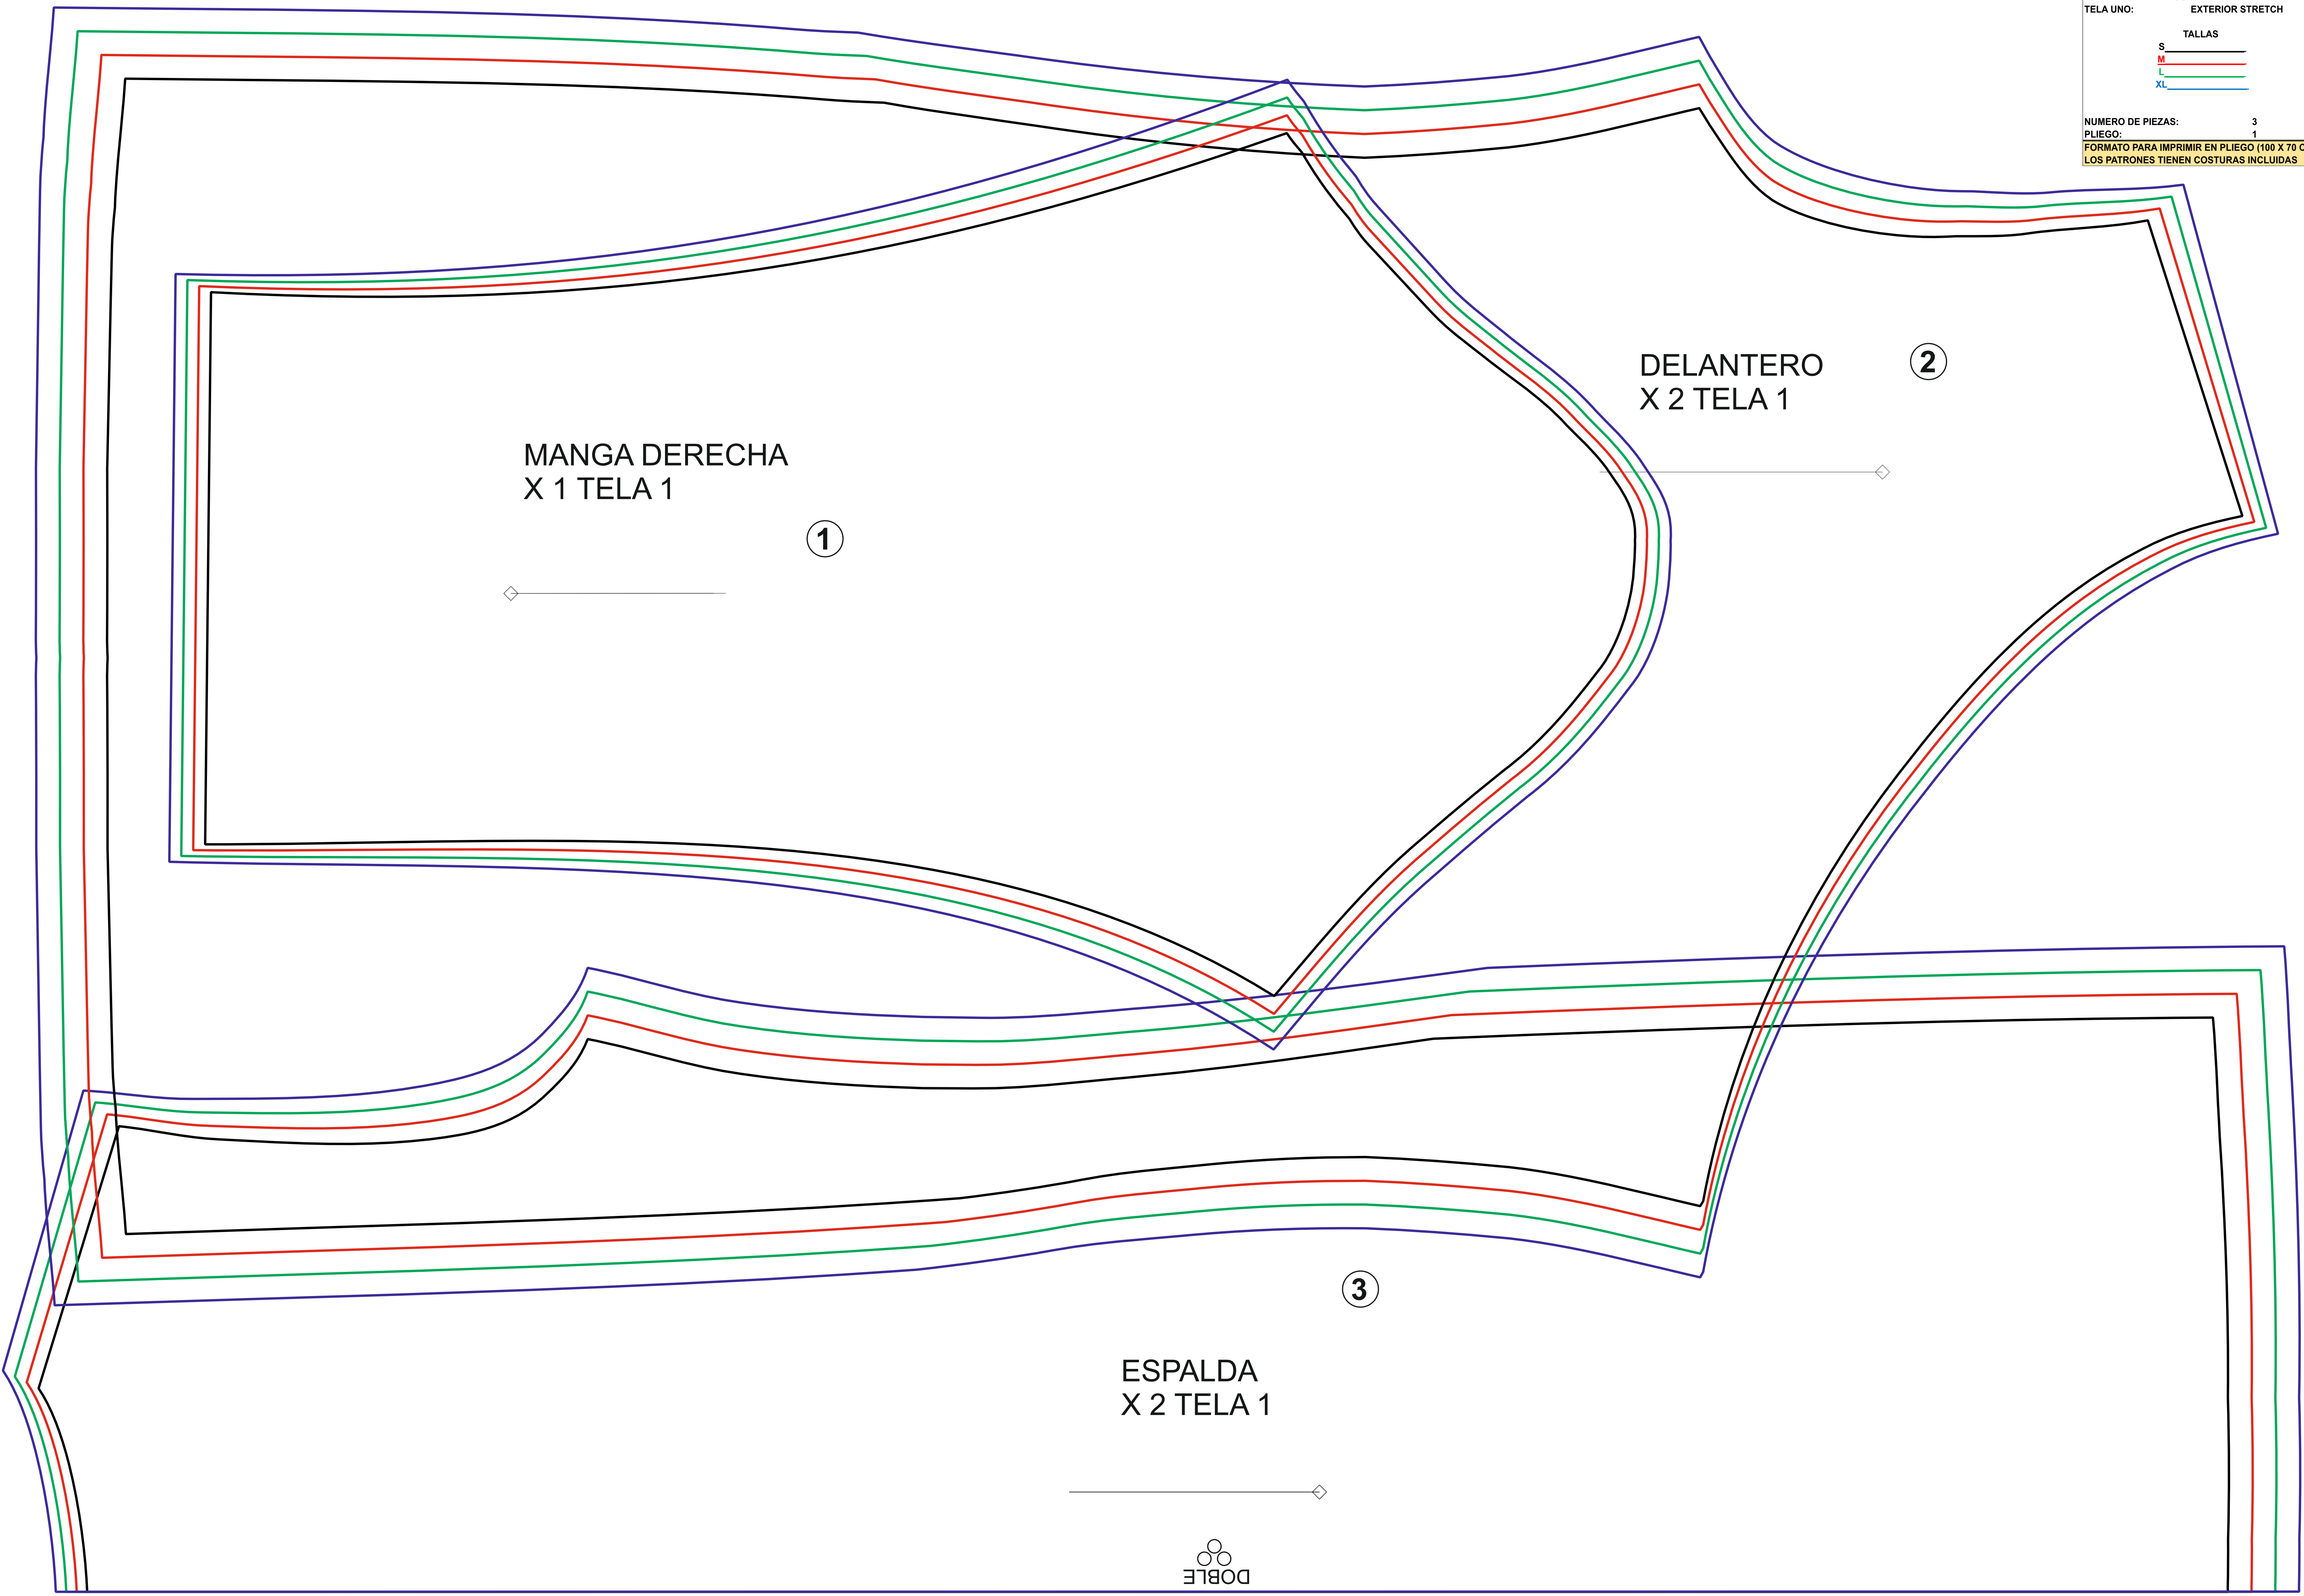 TELA UNO: EXTERIOR STRETCH
TALLAS
S
M
L
XL
NUMERO DE PIEZAS: 3
PLIEGO: 1
FORMATO PARA IMPRIMIR EN PLIEGO (100 X 70 C
LOS PATRONES TIENEN COSTURAS INCLUIDAS
DELANTERO
X 2 TELA 1
2
MANGA DERECHA
X 1 TELA 1
1
3
ESPALDA
X 2 TELA 1
DOBLE